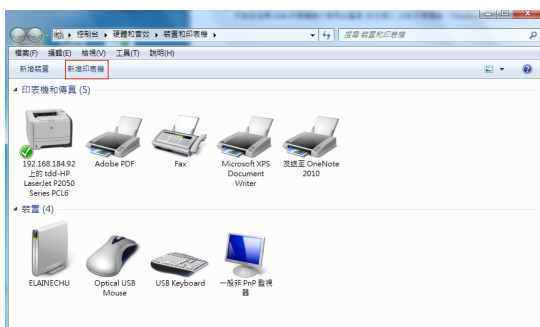 控制台 ▸ 硬體和音效 ▸ 裝置和印表機 ▸
搜尋 裝置和印表機
檔案(F) 編輯(E) 檢視(V) 工具(T) 說明(H)
新增裝置 新增印表機
印表機和傳真 (5)
192.168.184.92
上的 tdd-HP
LaserJet P2050
Series PCL6
Adobe PDF
Fax
Microsoft XPS
Document
Writer
发送至 OneNote
2010
裝置 (4)
ELAINECHU
Optical USB
Mouse
USB Keyboard
一般非 PnP 監視
器